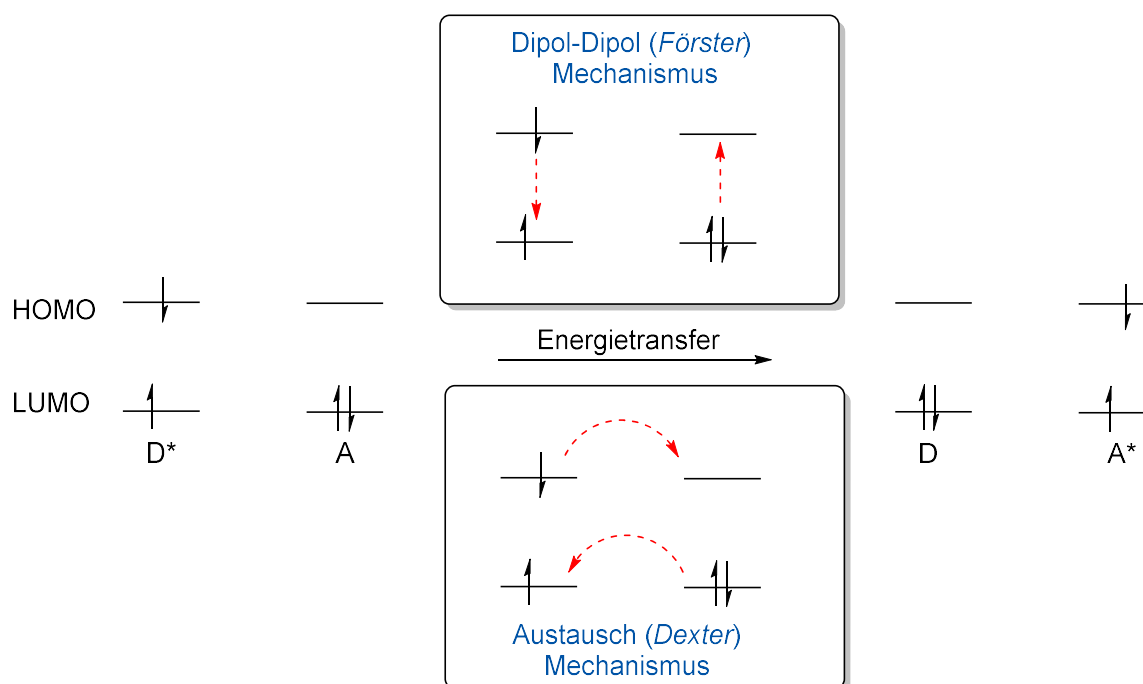 Dipol-Dipol (Förster)
Mechanismus
HOMO
Energietransfer
LUMO
D*
A
D
A*
Austausch (Dexter)
Mechanismus